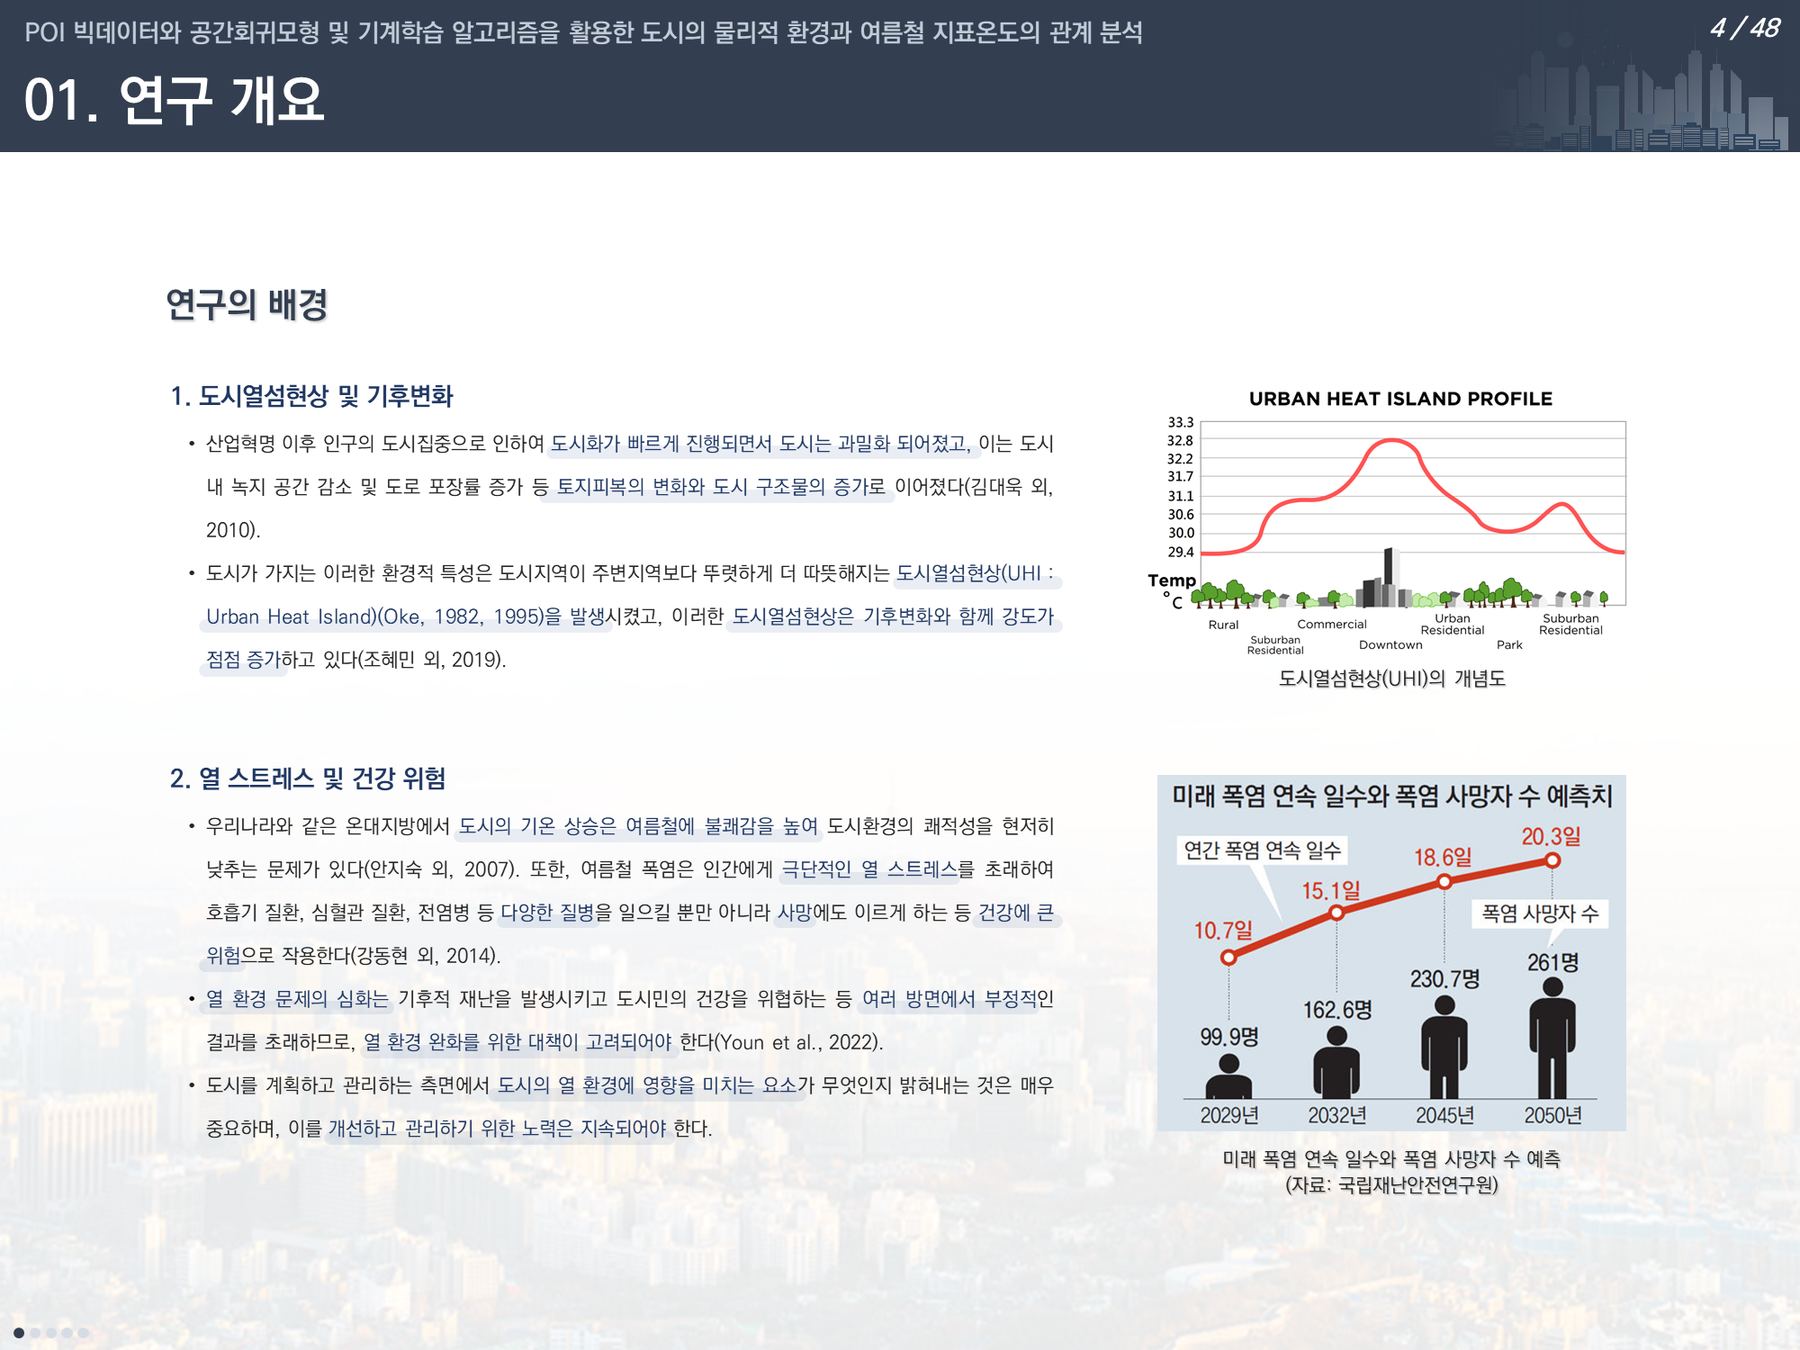 POI 빅데이터와 공간회귀모형 및 기계학습 알고리즘을 활용한 도시의 물리적 환경과 여름철 지표온도의 관계 분석
4 / 48
01. 연구 개요
연구의 배경
1. 도시열섬현상 및 기후변화
• 산업혁명 이후 인구의 도시집중으로 인하여 도시화가 빠르게 진행되면서 도시는 과밀화 되어졌고, 이는 도시
내 녹지 공간 감소 및 도로 포장률 증가 등 토지피복의 변화와 도시 구조물의 증가로 이어졌다(김대욱 외,
2010).
• 도시가 가지는 이러한 환경적 특성은 도시지역이 주변지역보다 뚜렷하게 더 따뜻해지는 도시열섬현상(UHI :
Urban Heat Island)(Oke, 1982, 1995)을 발생시켰고, 이러한 도시열섬현상은 기후변화와 함께 강도가
점점 증가하고 있다(조혜민 외, 2019).
URBAN HEAT ISLAND PROFILE
33.3
32.8
32.2
31.7
31.1
30.6
30.0
29.4
Temp
°C
Rural
Suburban
Residential
Commercial
Downtown
Urban
Residential
Park
Suburban
Residential
도시열섬현상(UHI)의 개념도
2. 열 스트레스 및 건강 위험
• 우리나라와 같은 온대지방에서 도시의 기온 상승은 여름철에 불쾌감을 높여 도시환경의 쾌적성을 현저히
낮추는 문제가 있다(안지숙 외, 2007). 또한, 여름철 폭염은 인간에게 극단적인 열 스트레스를 초래하여
호흡기 질환, 심혈관 질환, 전염병 등 다양한 질병을 일으킬 뿐만 아니라 사망에도 이르게 하는 등 건강에 큰
위험으로 작용한다(강동현 외, 2014).
• 열 환경 문제의 심화는 기후적 재난을 발생시키고 도시민의 건강을 위협하는 등 여러 방면에서 부정적인
결과를 초래하므로, 열 환경 완화를 위한 대책이 고려되어야 한다(Youn et al., 2022).
• 도시를 계획하고 관리하는 측면에서 도시의 열 환경에 영향을 미치는 요소가 무엇인지 밝혀내는 것은 매우
중요하며, 이를 개선하고 관리하기 위한 노력은 지속되어야 한다.
미래 폭염 연속 일수와 폭염 사망자 수 예측치
연간 폭염 연속 일수
10.7일
15.1일
18.6일
20.3일
폭염 사망자 수
99.9명
162.6명
230.7명
261명
2029년
2032년
2045년
2050년
미래 폭염 연속 일수와 폭염 사망자 수 예측
(자료: 국립재난안전연구원)